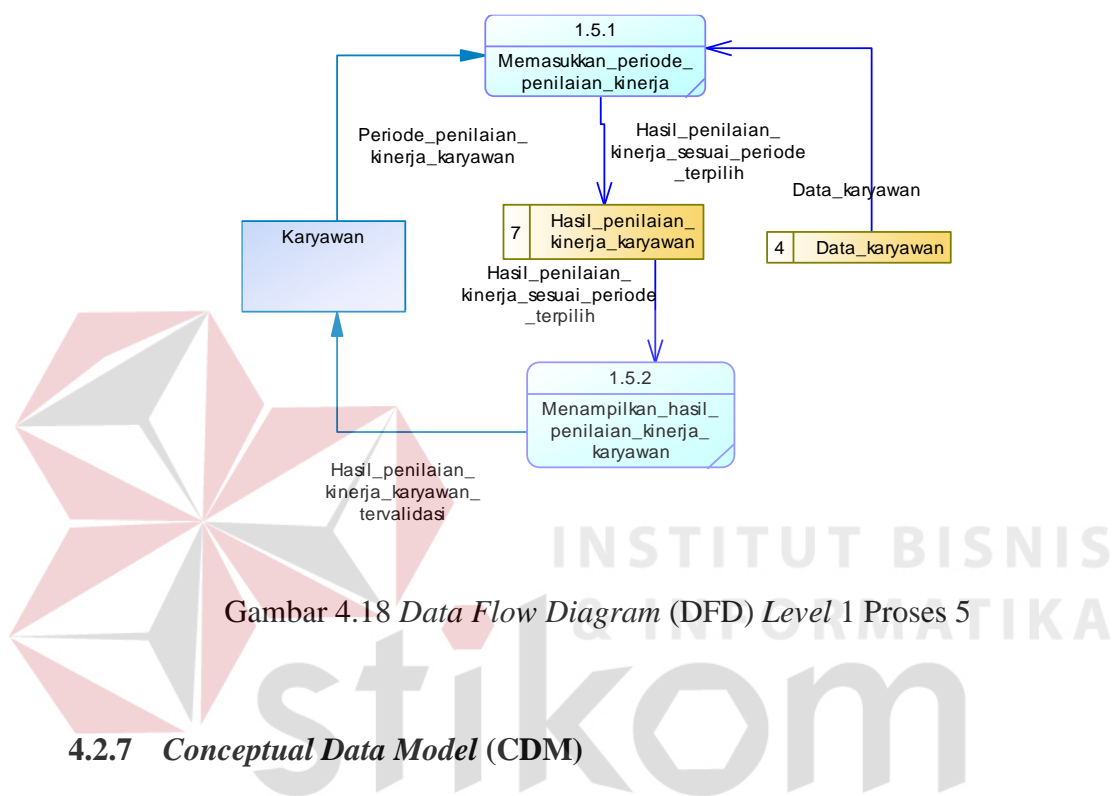 1.5.1
Memasukkan_periode_
penilaian_kinerja
Periode_penilaian_
kinerja_karyawan
Hasil_penilaian_
kinerja_sesuai_periode
_terpilih
Data_karyawan
Karyawan
7
Hasil_penilaian_
kinerja_karyawan
4
Data_karyawan
Hasil_penilaian_
kinerja_sesuai_periode
_terpilih
1.5.2
Menampilkan_hasil_
penilaian_kinerja_
karyawan
Hasil_penilaian_
kinerja_karyawan_
tervalidasi
INSTITUT BISNIS
& INFORMATIKA
stikom
Gambar 4.18 Data Flow Diagram (DFD) Level 1 Proses 5
4.2.7 Conceptual Data Model (CDM)